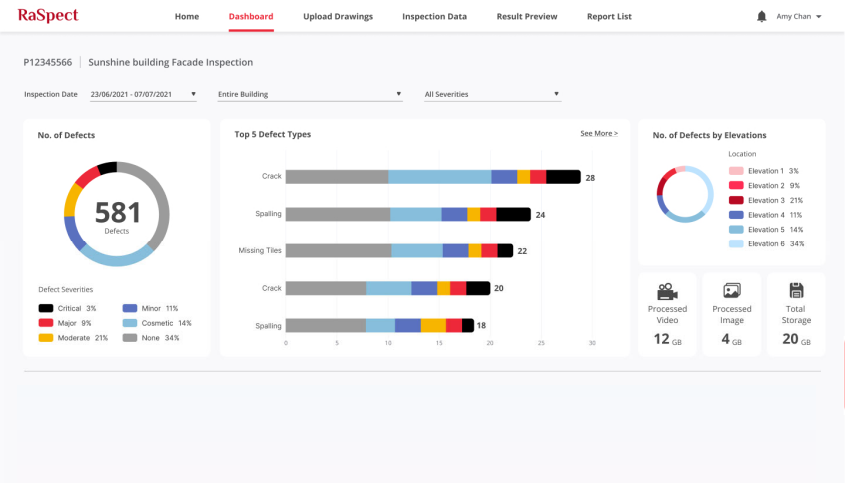 RaSpect
Home Dashboard Upload Drawings Inspection Data Result Preview Report List
Amy Chan
P12345566 Sunshine building Facade Inspection
Inspection Date 23/06/2021 - 07/07/2021 Entire Building All Severities
No. of Defects
581
Defects
Defect Severities
Critical 3% Minor 11%
Major 9% Cosmetic 14%
Moderate 21% None 34%
Top 5 Defect Types See More >
Crack 28
Spalling 24
Missing Tiles 22
Crack 20
Spalling 18
0 5 10 15 20 25 30
No. of Defects by Elevations
Location
Elevation 1 3%
Elevation 2 9%
Elevation 3 21%
Elevation 4 11%
Elevation 5 14%
Elevation 6 34%
Processed
Video
12 GB
Processed
Image
4 GB
Total
Storage
20 GB